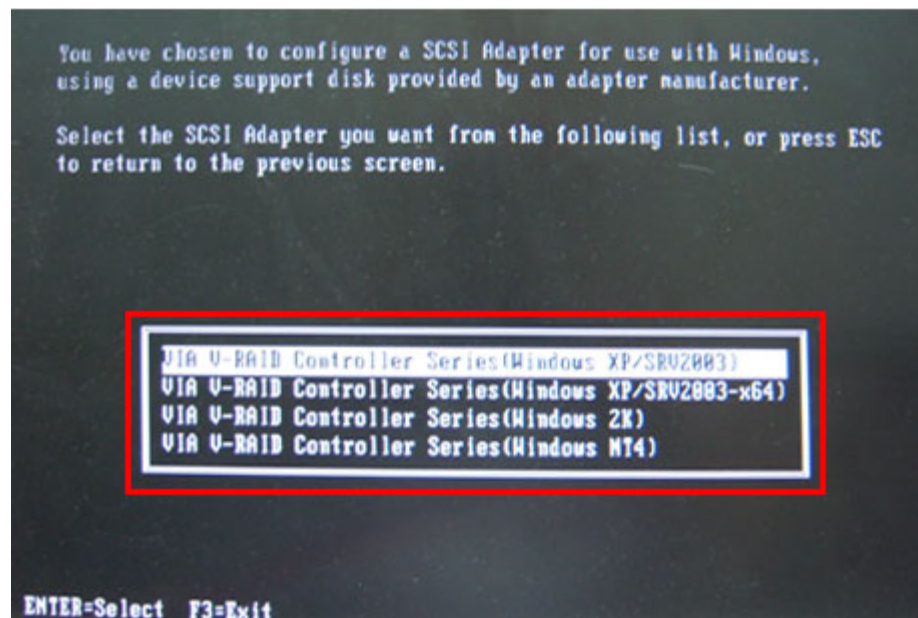 You have chosen to configure a SCSI Adapter for use with Windows,
using a device support disk provided by an adapter manufacturer.
Select the SCSI Adapter you want from the following list, or press ESC
to return to the previous screen.
VIA V-RAID Controller Series(Windows XP/SRV2003)
VIA V-RAID Controller Series(Windows XP/SRV2003-x64)
VIA V-RAID Controller Series(Windows 2K)
VIA V-RAID Controller Series(Windows NT4)
ENTER=Select F3=Exit